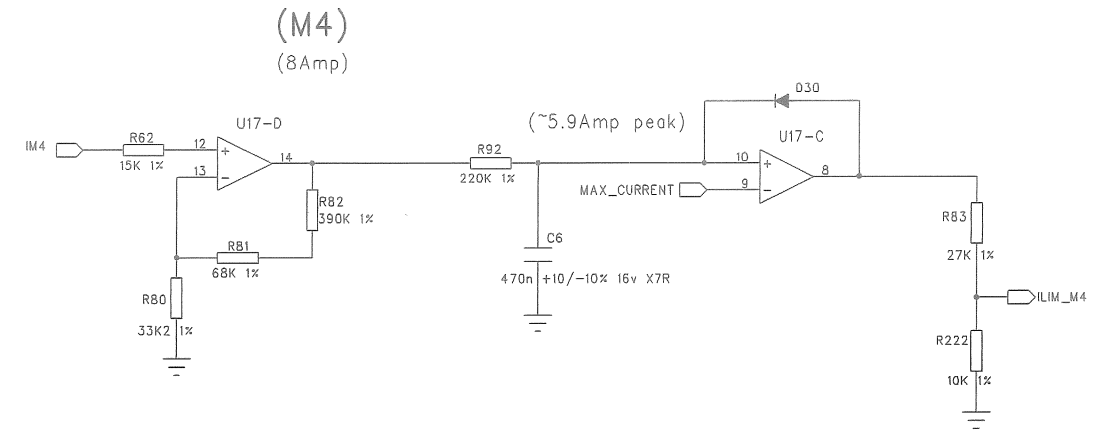 (M4)
(8Amp)
D30
(~5.9Amp peak)
U17-D
U17-C
R62
IM4
12
+
15K 1%
14
R92
10
+
13
-
220K 1%
8
MAX_CURRENT
9
-
R82
390K 1%
R83
C6
R81
27K 1%
68K 1%
470n +10/-10% 16v X7R
R80
ILIM_M4
33K2 1%
R222
10K 1%